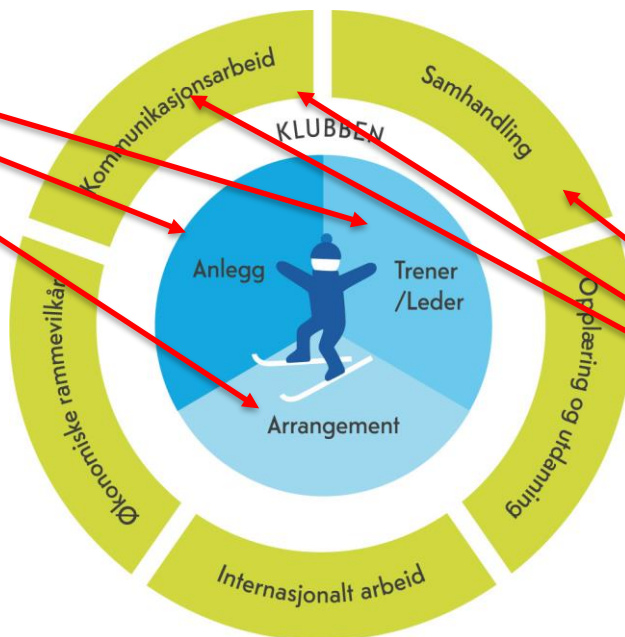 Kommunikasjonsarbeid
Samhandling
KLUBBEN
Anlegg
Trener
/Leder
Arrangement
Økonomiske rammevilkår
Opplæring og utdanning
Internasjonalt arbeid